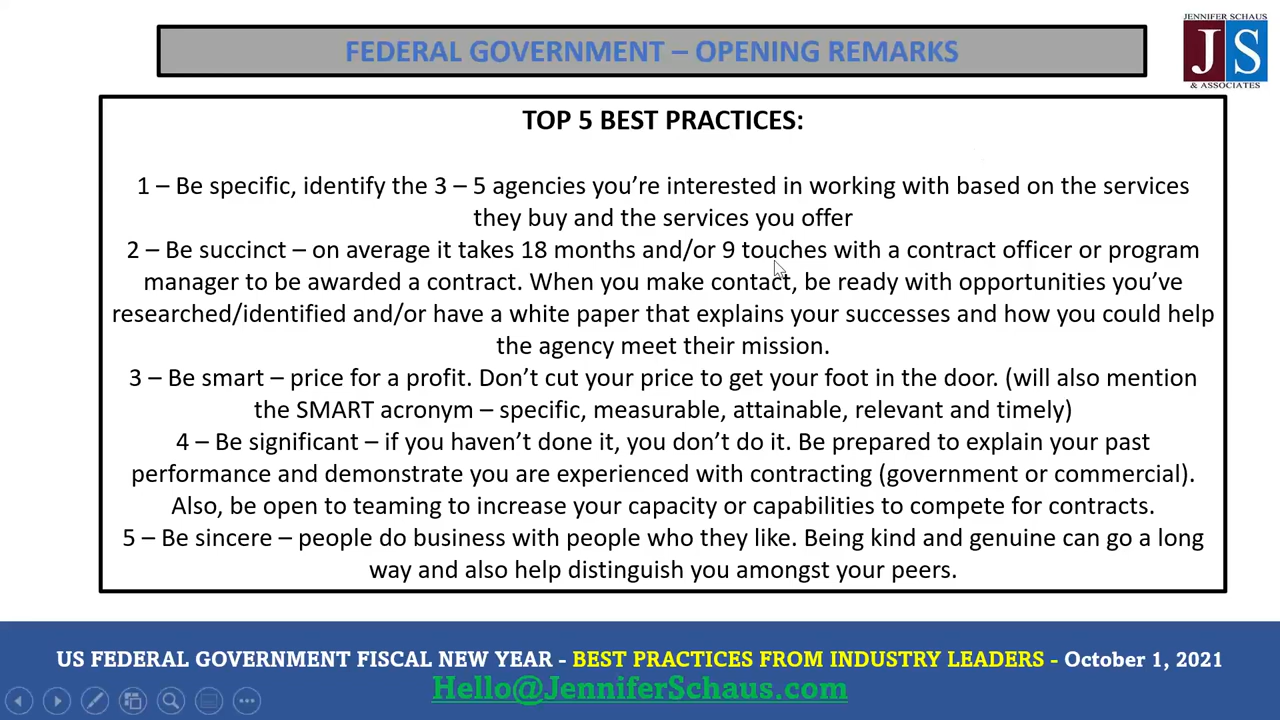 JENNIFER SCHAUS
JS
& ASSOCIATES
FEDERAL GOVERNMENT – OPENING REMARKS
TOP 5 BEST PRACTICES:
1 – Be specific, identify the 3 – 5 agencies you’re interested in working with based on the services
they buy and the services you offer
2 – Be succinct – on average it takes 18 months and/or 9 touches with a contract officer or program
manager to be awarded a contract. When you make contact, be ready with opportunities you’ve
researched/identified and/or have a white paper that explains your successes and how you could help
the agency meet their mission.
3 – Be smart – price for a profit. Don’t cut your price to get your foot in the door. (will also mention
the SMART acronym – specific, measurable, attainable, relevant and timely)
4 – Be significant – if you haven’t done it, you don’t do it. Be prepared to explain your past
performance and demonstrate you are experienced with contracting (government or commercial).
Also, be open to teaming to increase your capacity or capabilities to compete for contracts.
5 – Be sincere – people do business with people who they like. Being kind and genuine can go a long
way and also help distinguish you amongst your peers.
US FEDERAL GOVERNMENT FISCAL NEW YEAR - BEST PRACTICES FROM INDUSTRY LEADERS - October 1, 2021
Hello@JenniferSchaus.com